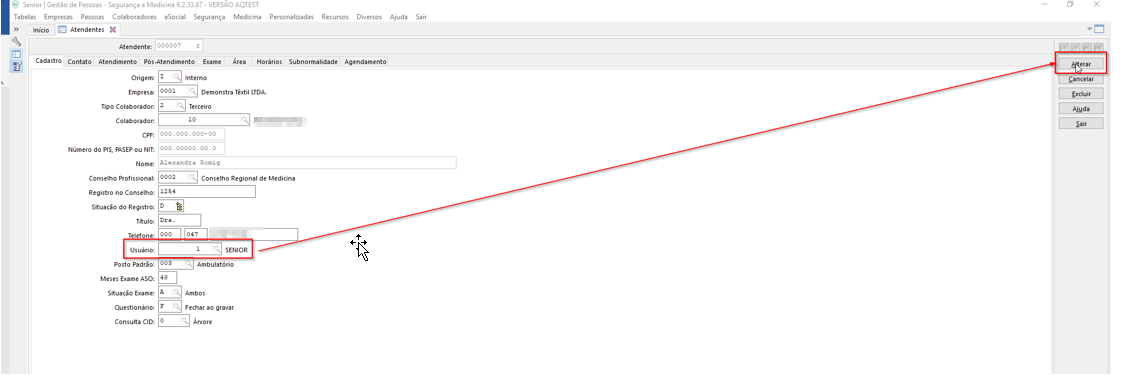 Senior | Gestão de Pessoas - Segurança e Medicina 6.2.33.67 - VERSÃO AQTEST
Tabelas Empresas Pessoas Colaboradores eSocial Segurança Medicina Personalizadas Recursos Diversos Ajuda Sair
Início Atendentes
Atendente: 000007
Cadastro Contato Atendimento Pós-Atendimento Exame Área Horários Subnormalidade Agendamento
Origem: I Interno
Empresa: 0001 Demonstra Têxtil LTDA.
Tipo Colaborador: 2 Terceiro
Colaborador: 10
CPF: 000.000.000-00
Número do PIS, PASEP ou NIT: 000.00000.00.0
Nome: Alexandra Romig
Conselho Profissional: 0002 Conselho Regional de Medicina
Registro no Conselho: 1254
Situação do Registro: D
Título: Dra.
Telefone: 000 047
Usuário: 1 SENIOR
Posto Padrão: 003 Ambulatório
Meses Exame ASO: 48
Situação Exame: A Ambos
Questionário: F Fechar ao gravar
Consulta CID: 0 Árvore
Alterar
Cancelar
Excluir
Ajuda
Sair